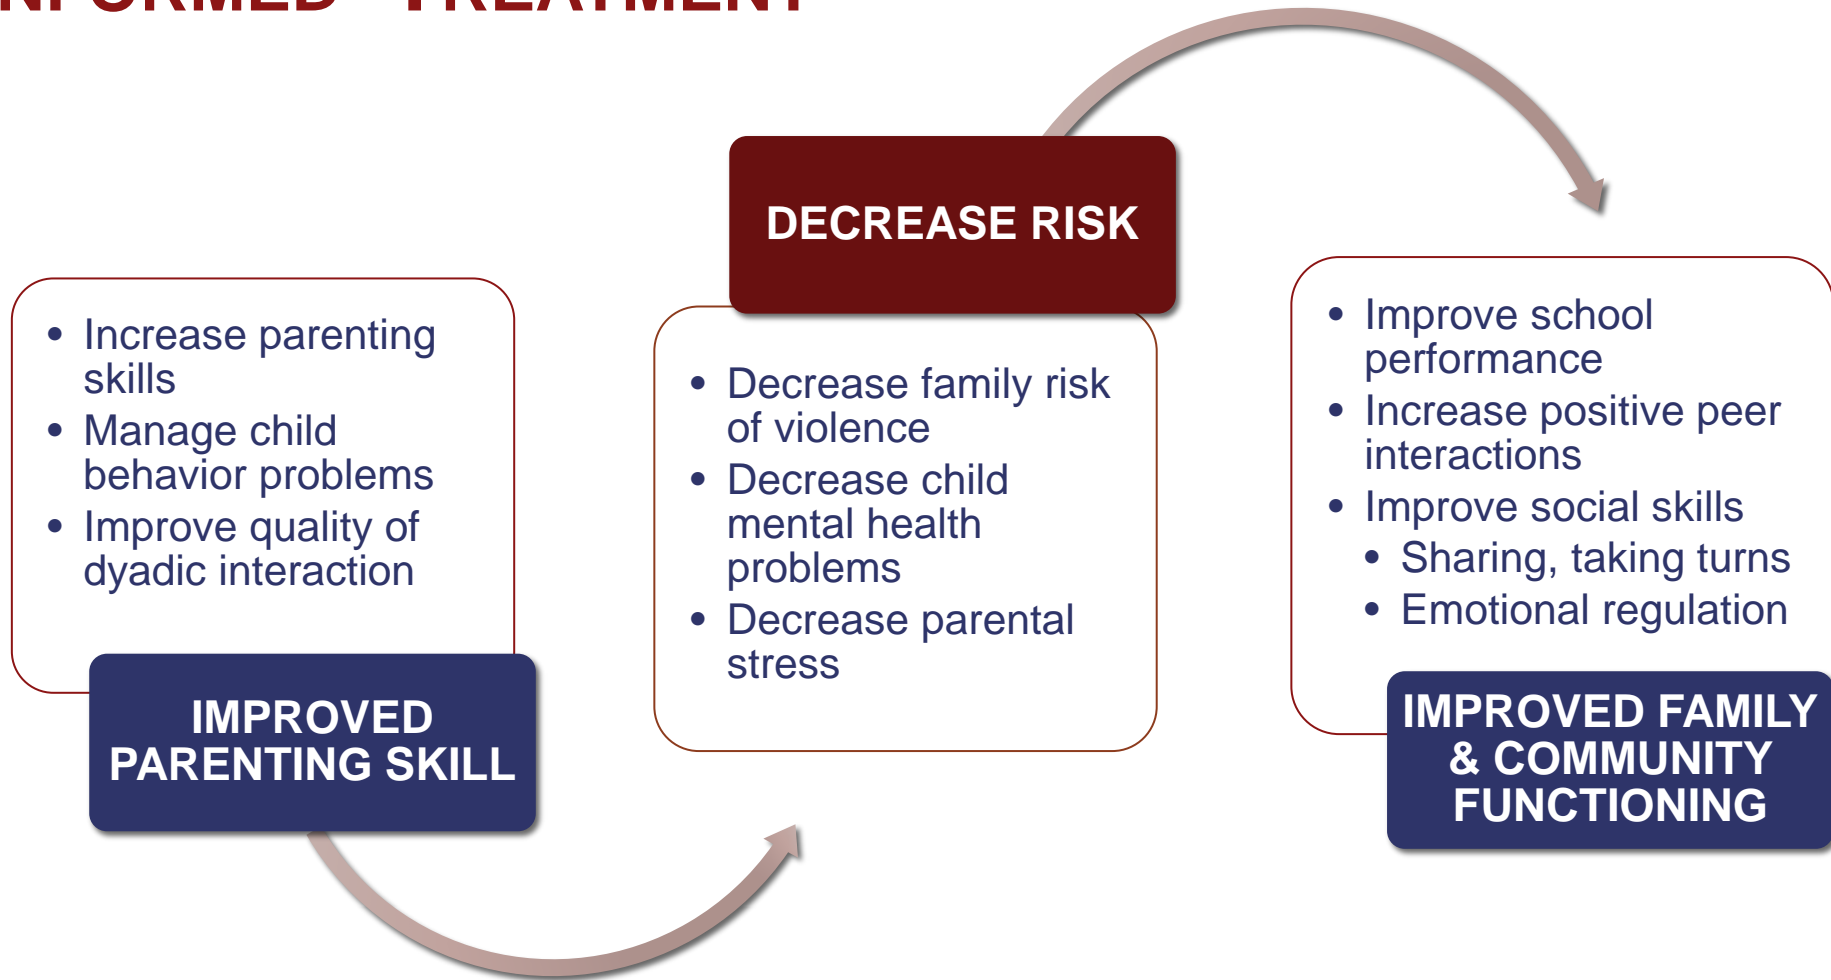 TREATMENT
• Increase parenting
skills
• Manage child
behavior problems
• Improve quality of
dyadic interaction
IMPROVED
PARENTING SKILL
DECREASE RISK
• Decrease family risk
of violence
• Decrease child
mental health
problems
• Decrease parental
stress
• Improve school
performance
• Increase positive peer
interactions
• Improve social skills
• Sharing, taking turns
• Emotional regulation
IMPROVED FAMILY
& COMMUNITY
FUNCTIONING